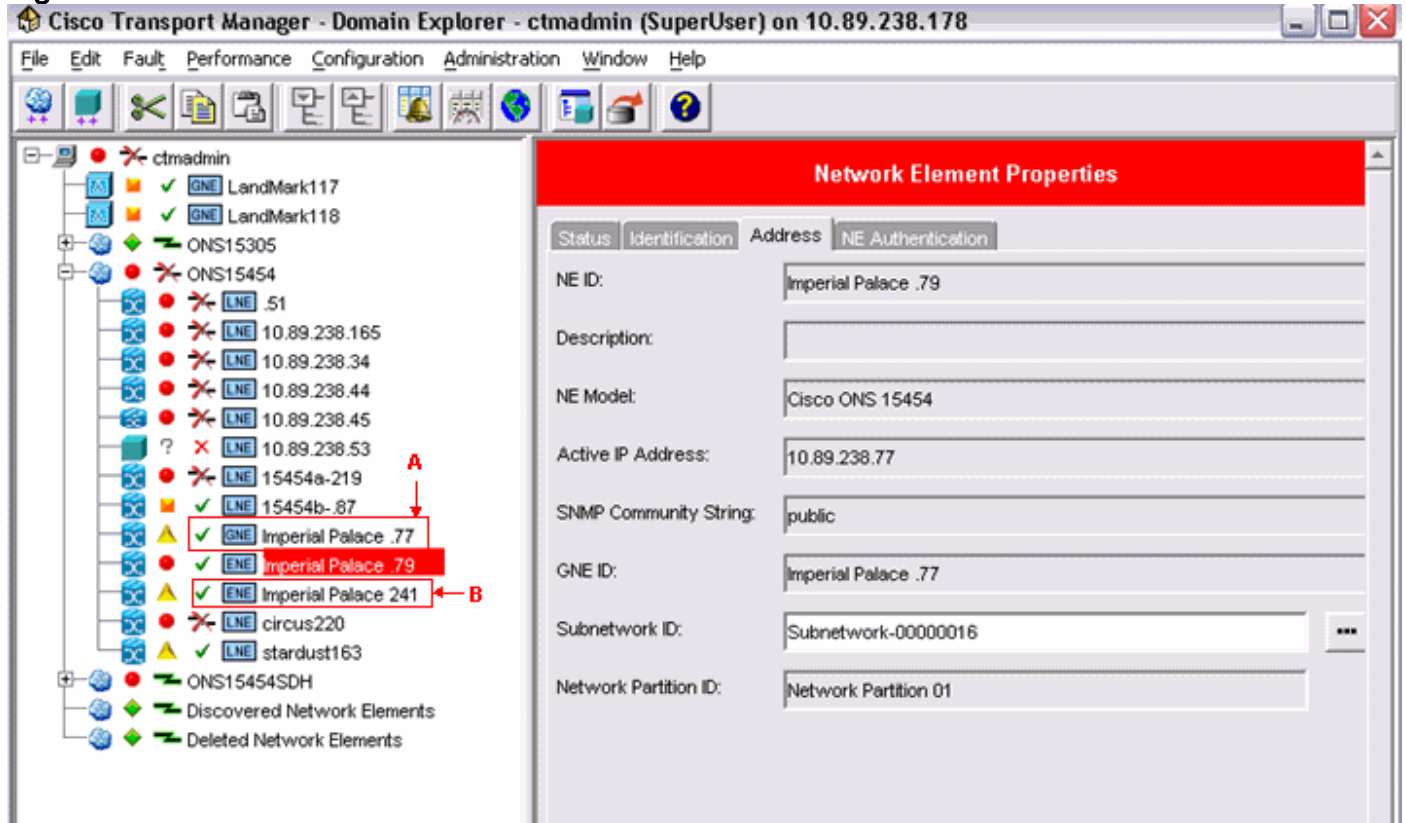 Cisco Transport Manager - Domain Explorer - ctmadmin (SuperUser) on 10.89.238.178
File Edit Fault Performance Configuration Administration Window Help
ctmadmin
GNE LandMark117
GNE LandMark118
ONS15305
ONS15454
LNE .51
LNE 10.89.238.165
LNE 10.89.238.34
LNE 10.89.238.44
LNE 10.89.238.45
? LNE 10.89.238.53
A
LNE 15454a-219
LNE 15454b-.87
GNE Imperial Palace .77
ENE Imperial Palace .79
ENE Imperial Palace 241
B
LNE circus220
LNE stardust163
ONS15454SDH
Discovered Network Elements
Deleted Network Elements
Network Element Properties
Status Identification Address NE Authentication
NE ID: Imperial Palace .79
Description:
NE Model: Cisco ONS 15454
Active IP Address: 10.89.238.77
SNMP Community String: public
GNE ID: Imperial Palace .77
Subnetwork ID: Subnetwork-00000016
...
Network Partition ID: Network Partition 01